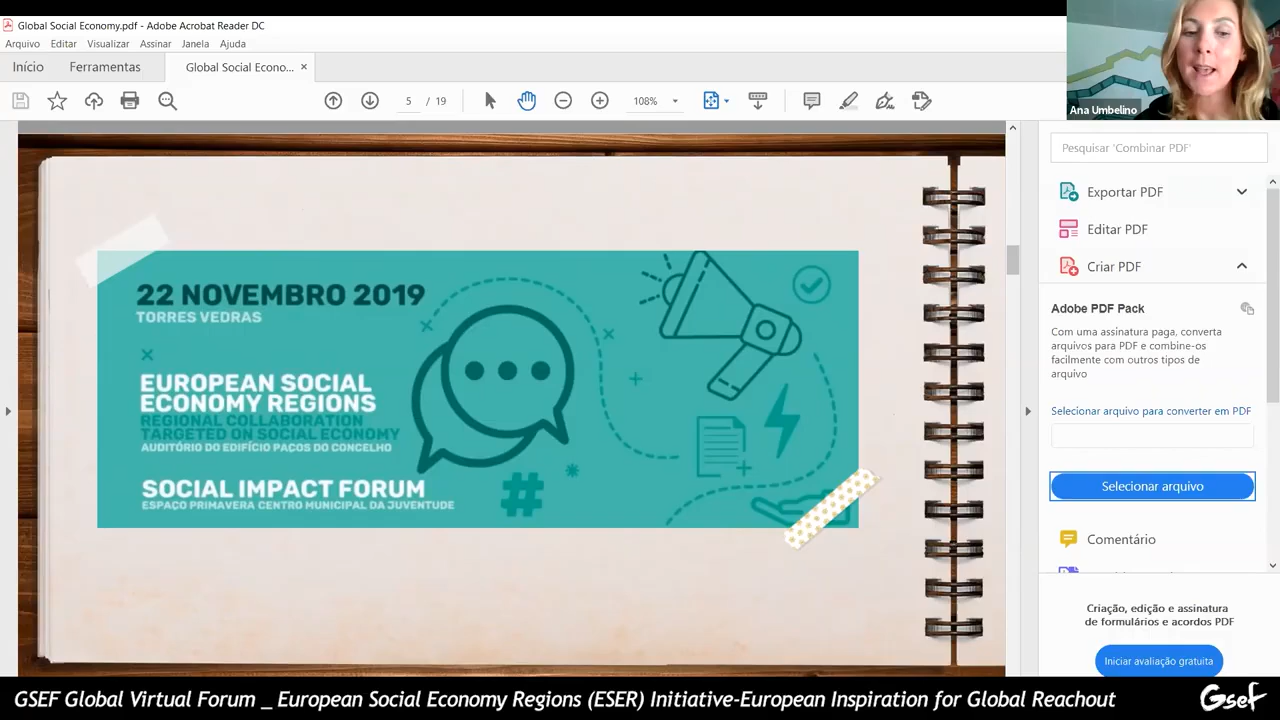 Global Social Economy.pdf - Adobe Acrobat Reader DC
Arquivo Editar Visualizar Assinar Janela Ajuda
Início Ferramentas Global Social Econo... ×
5 / 19 108%
Ana Umbelino
Pesquisar 'Combinar PDF'
Exportar PDF
Editar PDF
Criar PDF
Adobe PDF Pack
Com uma assinatura paga, converta
arquivos para PDF e combine-os
facilmente com outros tipos de
arquivo
Selecionar arquivo para converter em PDF
Selecionar arquivo
Comentário
Criação, edição e assinatura
de formulários e acordos PDF
Iniciar avaliação gratuita
22 NOVEMBRO 2019
TORRES VEDRAS
EUROPEAN SOCIAL
ECONOMY REGIONS
REGIONAL COLLABORATION
TARGETED ON SOCIAL ECONOMY
AUDITÓRIO DO EDIFÍCIO PAÇOS DO CONCELHO
SOCIAL IMPACT FORUM
CENTRO MUNICIPAL DA JUVENTUDE
#
GSEF Global Virtual Forum _ European Social Economy Regions (ESER) Initiative-European Inspiration for Global Reachout
Gsef